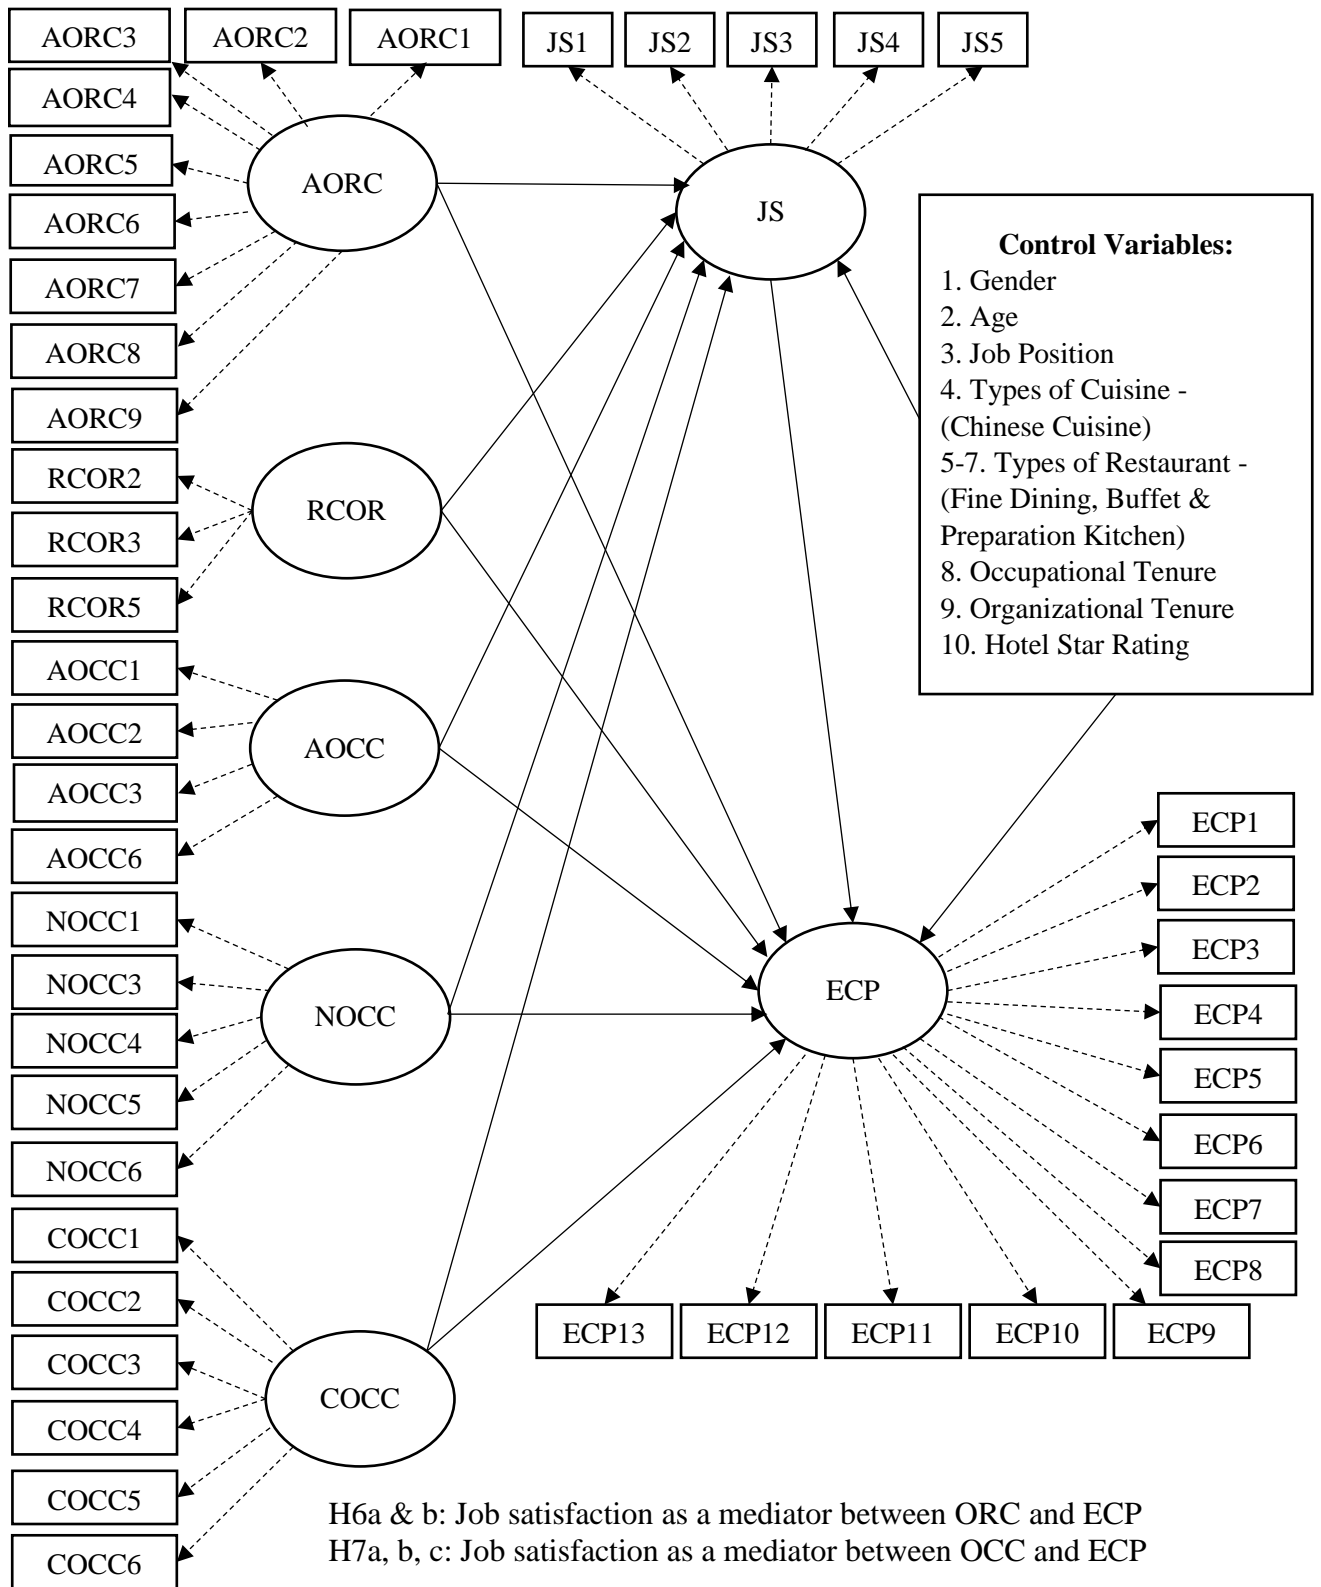 AORC3
AORC2
AORC1
JS1
JS2
JS3
JS4
JS5
AORC4
AORC5
AORC6
AORC7
AORC8
AORC9
AORC
JS
Control Variables:
1. Gender
2. Age
3. Job Position
4. Types of Cuisine -
(Chinese Cuisine)
5-7. Types of Restaurant -
(Fine Dining, Buffet &
Preparation Kitchen)
8. Occupational Tenure
9. Organizational Tenure
10. Hotel Star Rating
RCOR2
RCOR3
RCOR5
RCOR
AOCC1
AOCC2
AOCC3
AOCC6
AOCC
NOCC1
NOCC3
NOCC4
NOCC5
NOCC6
NOCC
ECP
ECP1
ECP2
ECP3
ECP4
ECP5
ECP6
ECP7
ECP8
ECP13
ECP12
ECP11
ECP10
ECP9
COCC1
COCC2
COCC3
COCC4
COCC5
COCC6
COCC
H6a & b: Job satisfaction as a mediator between ORC and ECP
H7a, b, c: Job satisfaction as a mediator between OCC and ECP